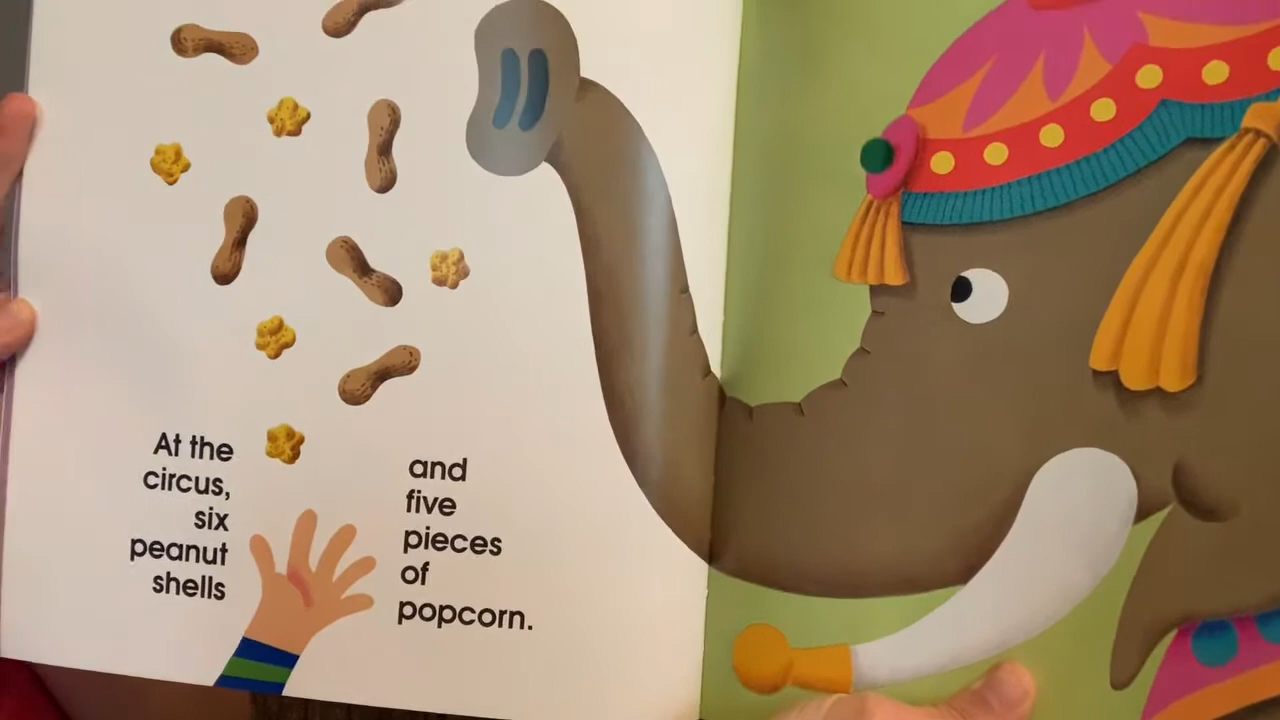 At the
circus,
six
peanut
shells
and
five
pieces
of
popcorn.